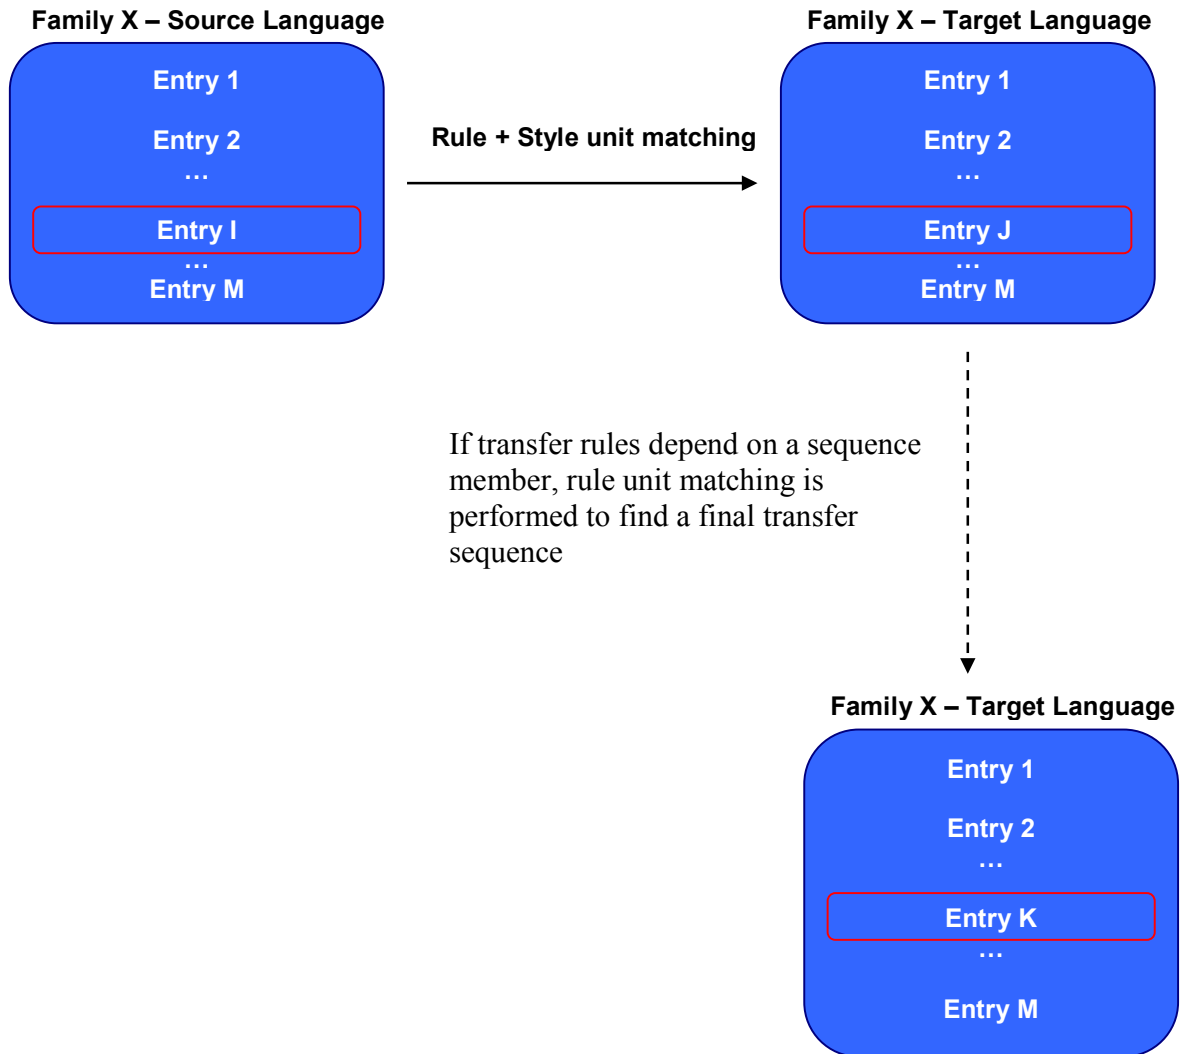 Family X – Source Language
Entry 1
Entry 2
…
Entry I
…
Entry M
Rule + Style unit matching
Family X – Target Language
Entry 1
Entry 2
…
Entry J
…
Entry M
If transfer rules depend on a sequence
member, rule unit matching is
performed to find a final transfer
sequence
Family X – Target Language
Entry 1
Entry 2
…
Entry K
…
Entry M